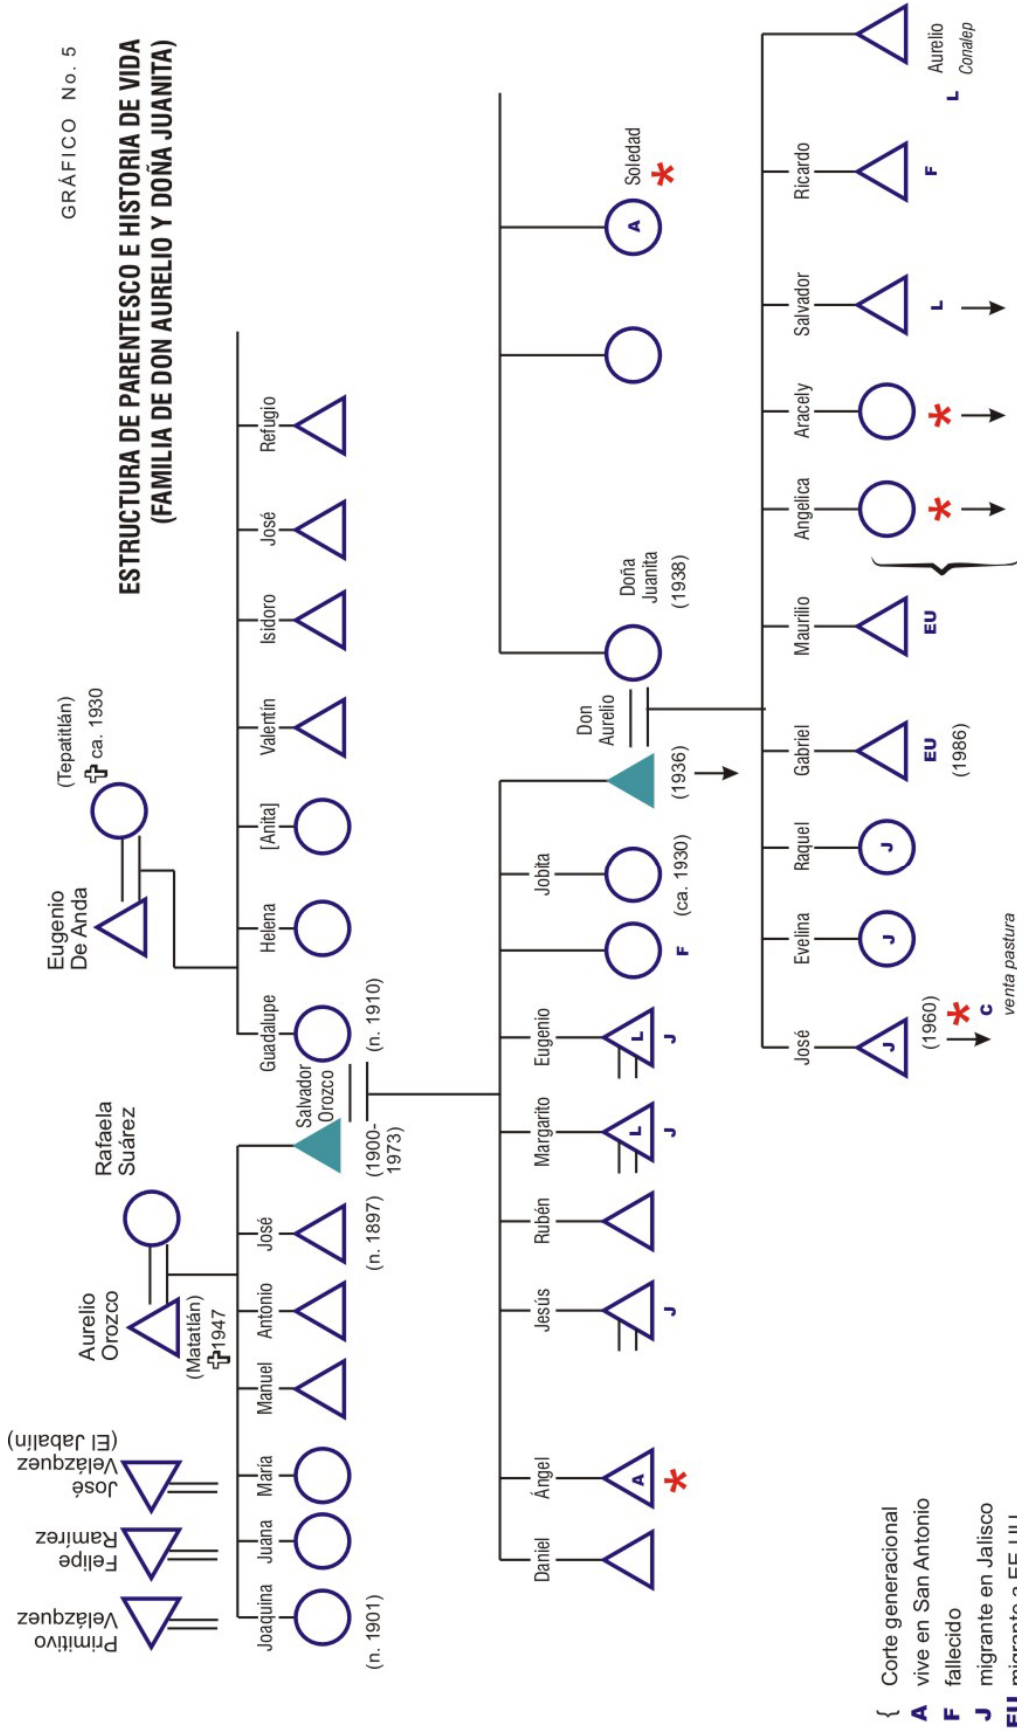 GRÁFICO No. 5
ESTRUCTURA DE PARENTESCO E HISTORIA DE VIDA
(FAMILIA DE DON AURELIO Y DOÑA JUANITA)
Primitivo
Velázquez
Felipe
Ramírez
José
Velázquez
(El Jabalín)
Aurelio
Orozco
(Matatlán)
1947
Rafaela
Suárez
Eugenio
De Anda
(Tepatitlán)
ca. 1930
Joaquina
(n. 1901)
Juana
María
Manuel
Antonio
José
(n. 1897)
Salvador
Orozco
(1900-
1973)
Guadalupe
(n. 1910)
Helena
[Anita]
Valentín
Isidoro
José
Refugio
Daniel
Ángel
A
Jesús
J
Rubén
Margarito
L
J
Eugenio
L
J
F
Jobita
(ca. 1930)
Don
Aurelio
(1936)
Doña
Juanita
(1938)
A
Soledad
José
J
(1960)
C
venta pastura
Evelina
J
Raquel
J
Gabriel
EU
(1986)
Maurilio
EU
Angélica
Aracely
Salvador
L
Ricardo
F
Aurelio
Conalep
L
{ Corte generacional
A vive en San Antonio
F fallecido
J migrante en Jalisco
EU migrante a EE.UU.